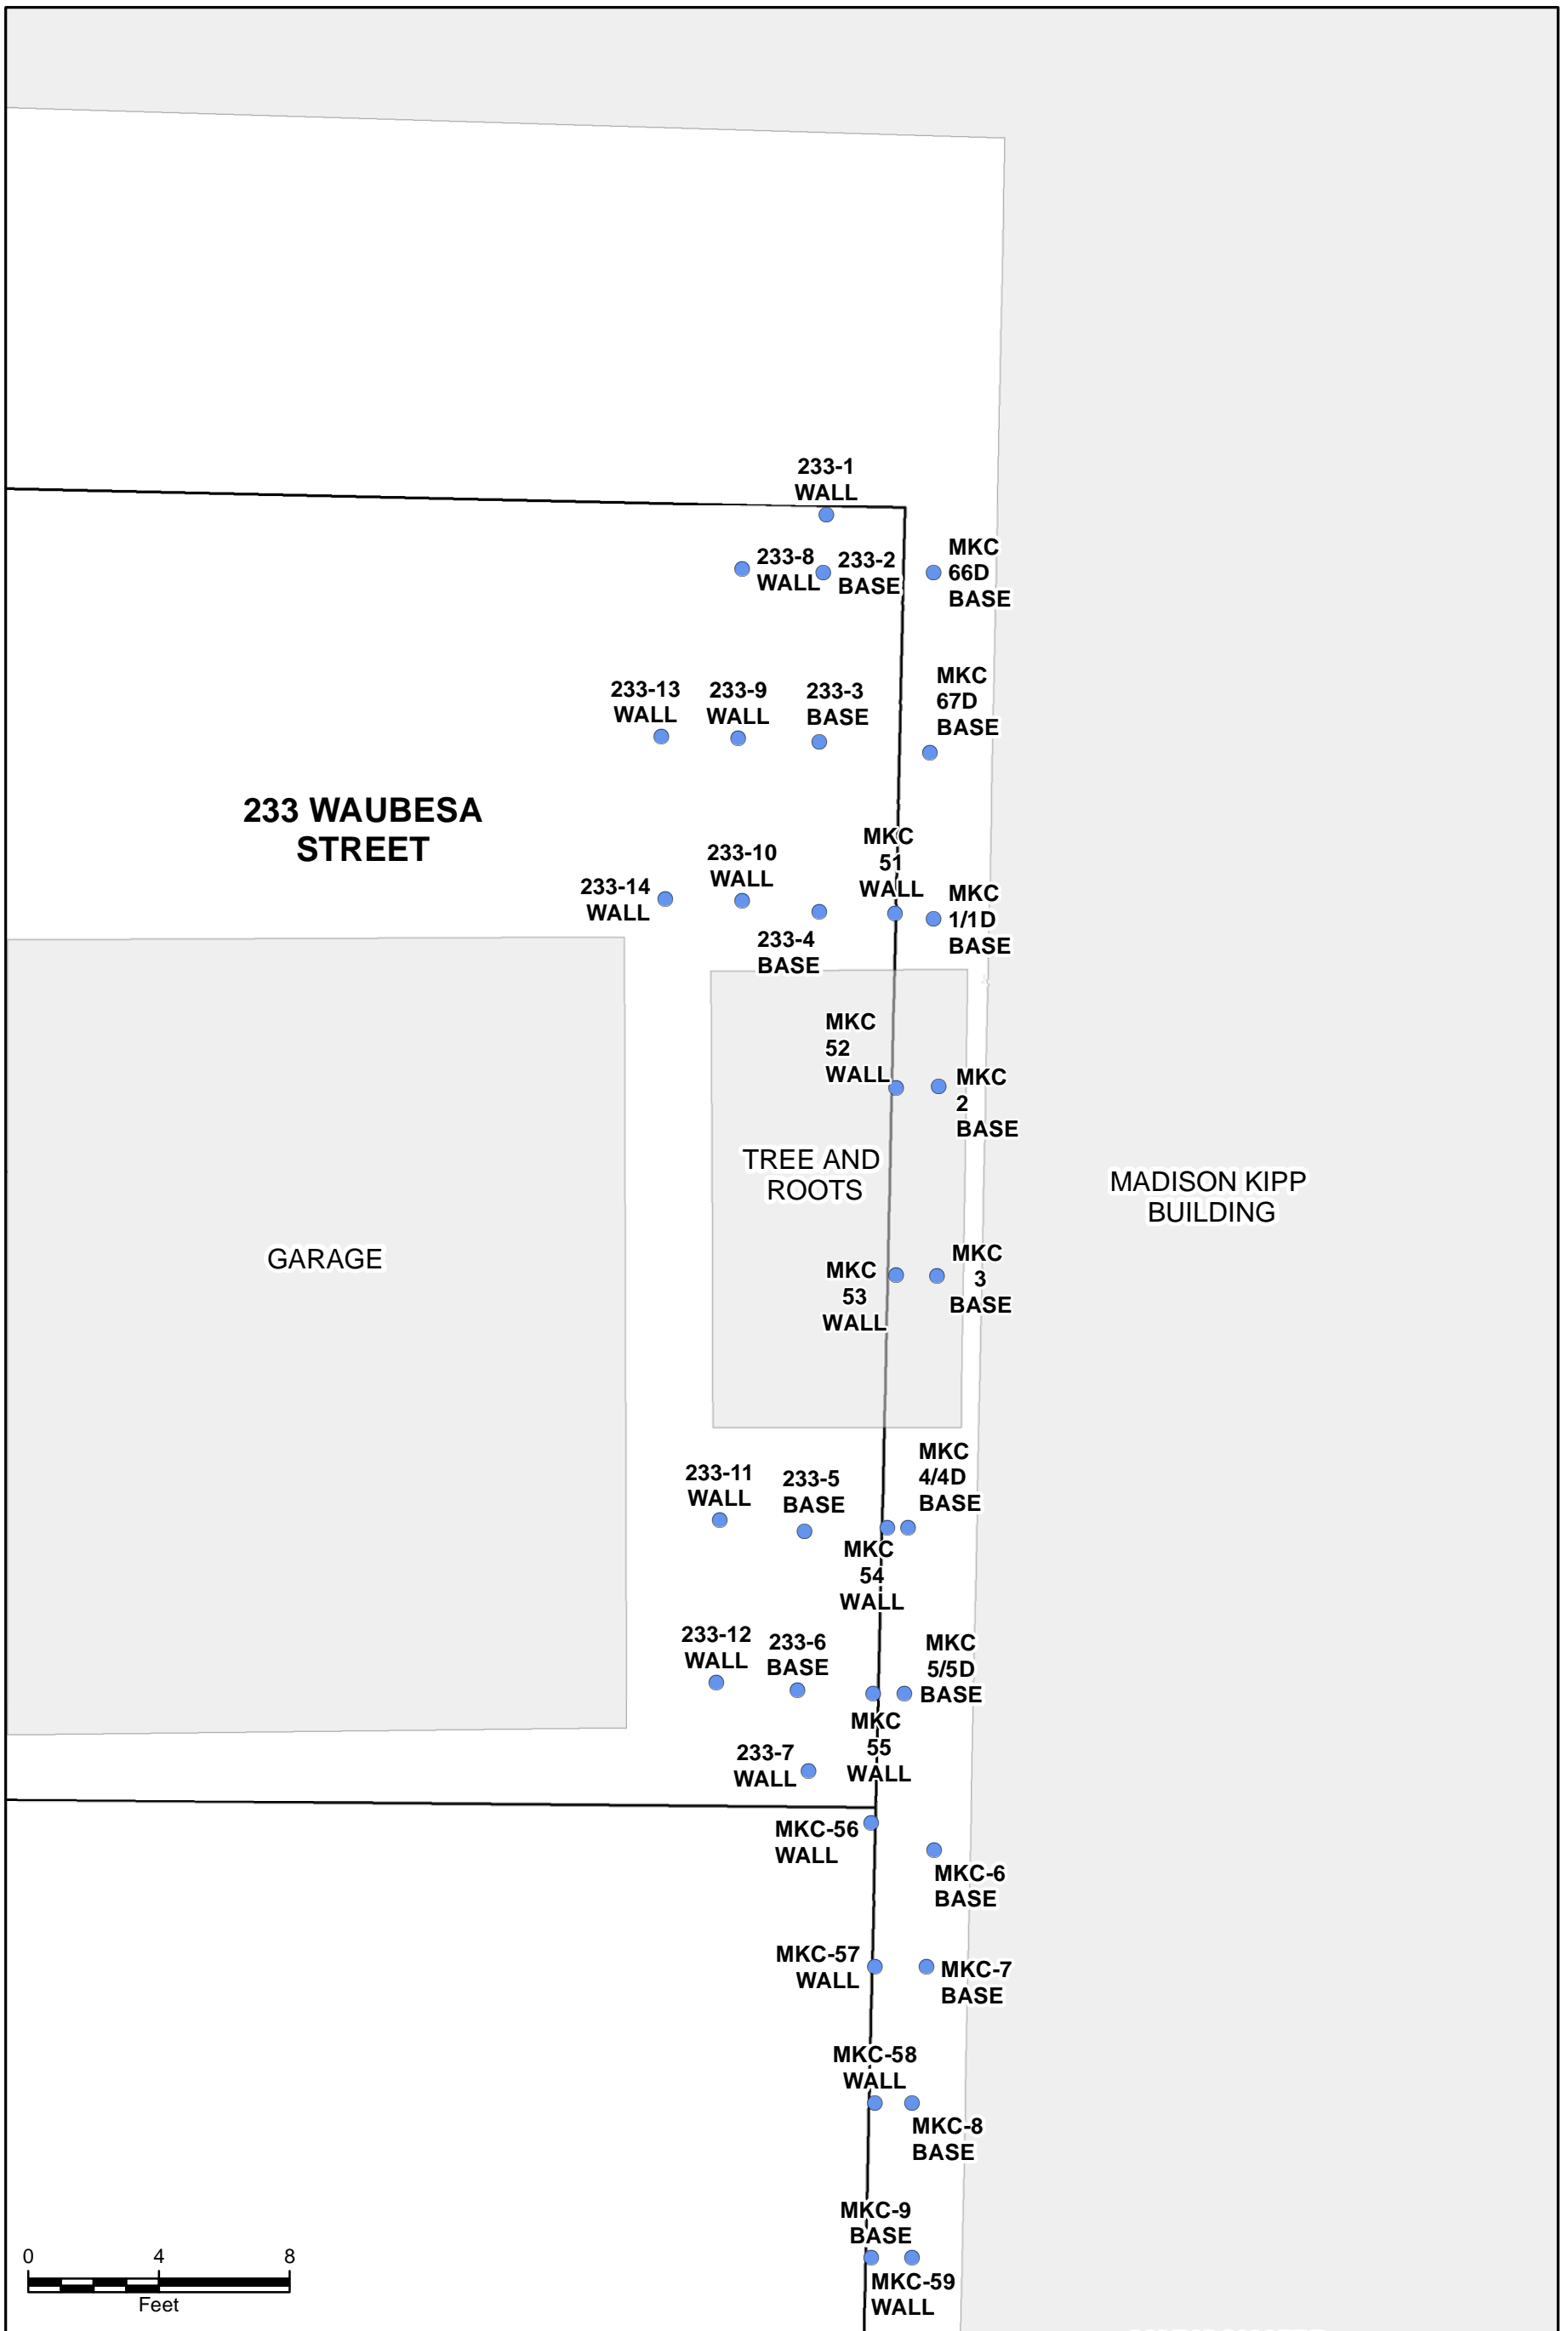 233-1
WALL
233-8
WALL
233-2
BASE
MKC
66D
BASE
233-13
WALL
233-9
WALL
233-3
BASE
MKC
67D
BASE
233 WAUBESA
STREET
233-14
WALL
233-10
WALL
233-4
BASE
MKC
51
WALL
MKC
1/1D
BASE
MKC
52
WALL
MKC
2
BASE
TREE AND
ROOTS
MADISON KIPP
BUILDING
GARAGE
MKC
53
WALL
MKC
3
BASE
233-11
WALL
233-5
BASE
MKC
4/4D
BASE
MKC
54
WALL
233-12
WALL
233-6
BASE
MKC
5/5D
BASE
MKC
55
WALL
233-7
WALL
MKC-56
WALL
MKC-6
BASE
MKC-57
WALL
MKC-7
BASE
MKC-58
WALL
MKC-8
BASE
MKC-9
BASE
MKC-59
WALL
0 4 8
Feet